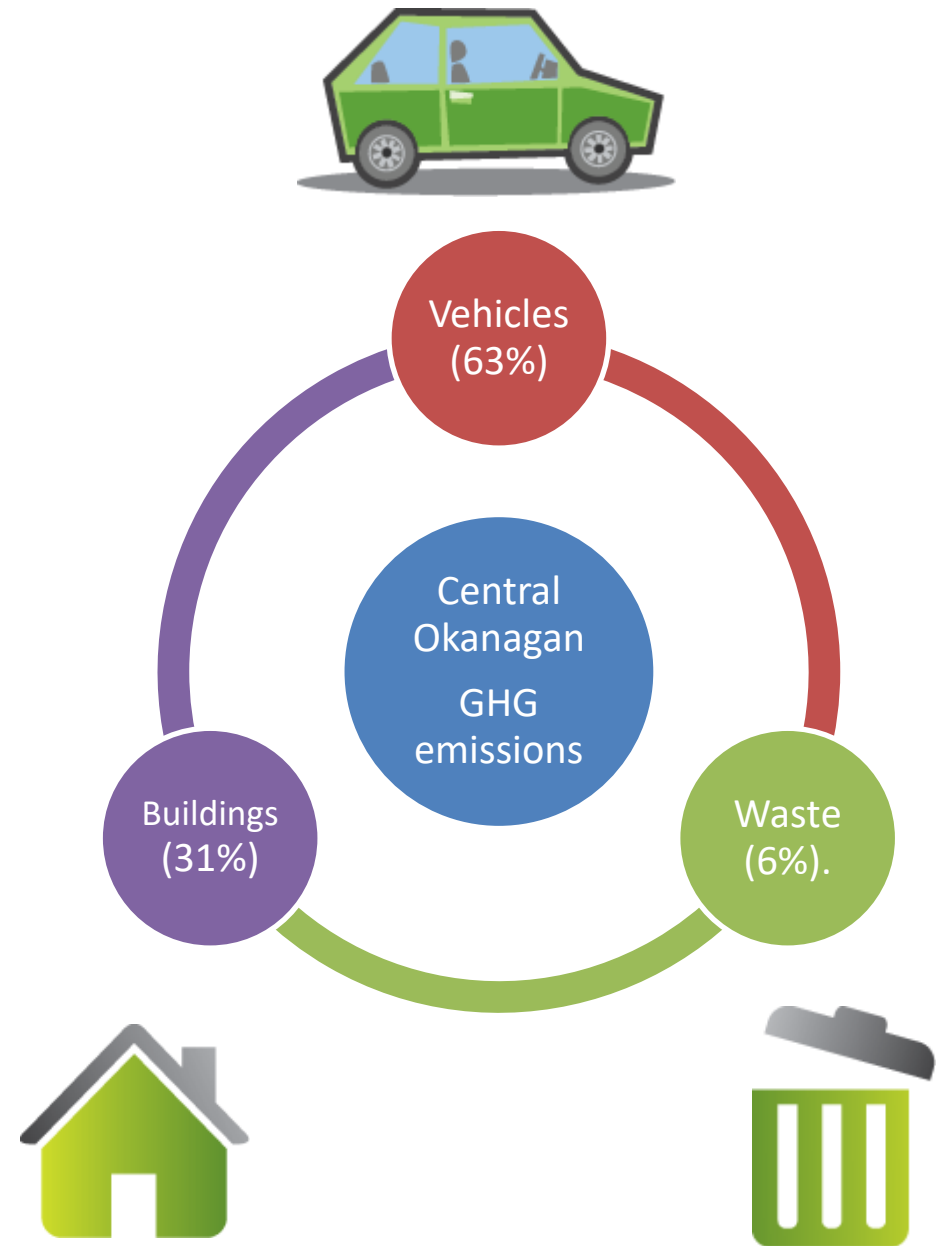 Vehicles
(63%)
Central
Okanagan
GHG
emissions
Buildings
(31%)
Waste
(6%).